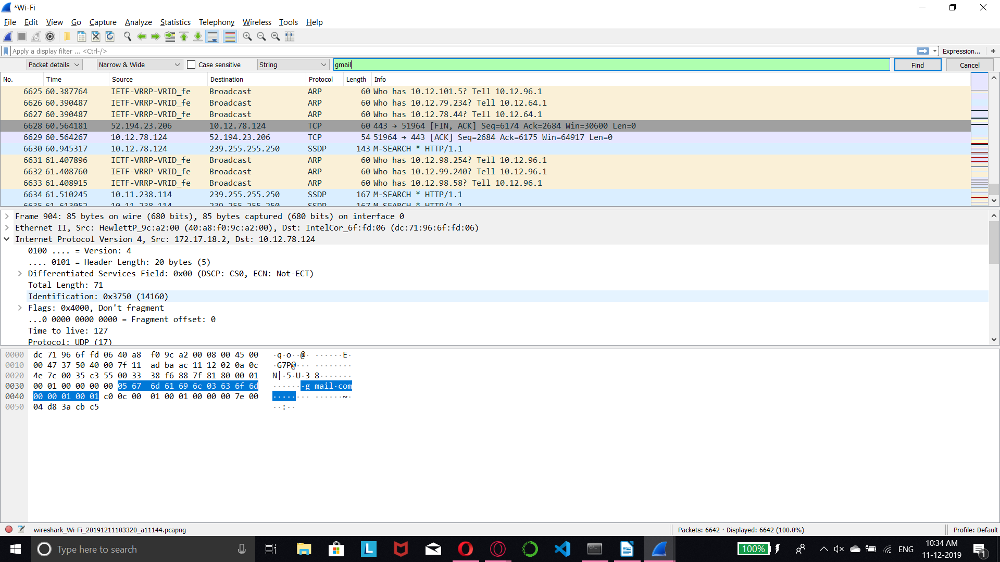 *Wi-Fi
File Edit View Go Capture Analyze Statistics Telephony Wireless Tools Help
Apply a display filter ... <Ctrl-/> Expression... +
Packet details Narrow & Wide Case sensitive String gmail Find Cancel
No. Time Source Destination Protocol Length Info
6625 60.387764 IETF-VRRP-VRID_fe Broadcast ARP 60 Who has 10.12.101.5? Tell 10.12.96.1
6626 60.390487 IETF-VRRP-VRID_fe Broadcast ARP 60 Who has 10.12.79.234? Tell 10.12.64.1
6627 60.390487 IETF-VRRP-VRID_fe Broadcast ARP 60 Who has 10.12.78.44? Tell 10.12.64.1
6628 60.564181 52.194.23.206 10.12.78.124 TCP 60 443 → 51964 [FIN, ACK] Seq=6174 Ack=2684 Win=30600 Len=0
6629 60.564267 10.12.78.124 52.194.23.206 TCP 54 51964 → 443 [ACK] Seq=2684 Ack=6175 Win=64917 Len=0
6630 60.945317 10.12.78.124 239.255.255.250 SSDP 143 M-SEARCH * HTTP/1.1
6631 61.407896 IETF-VRRP-VRID_fe Broadcast ARP 60 Who has 10.12.98.254? Tell 10.12.96.1
6632 61.408760 IETF-VRRP-VRID_fe Broadcast ARP 60 Who has 10.12.99.240? Tell 10.12.96.1
6633 61.408915 IETF-VRRP-VRID_fe Broadcast ARP 60 Who has 10.12.98.58? Tell 10.12.96.1
6634 61.510245 10.11.238.114 239.255.255.250 SSDP 167 M-SEARCH * HTTP/1.1
6635 61.613052 10.11.238.114 239.255.255.250 SSDP 167 M-SEARCH * HTTP/1.1
Frame 904: 85 bytes on wire (680 bits), 85 bytes captured (680 bits) on interface 0
Ethernet II, Src: HewlettP_9c:a2:00 (40:a8:f0:9c:a2:00), Dst: IntelCor_6f:fd:06 (dc:71:96:6f:fd:06)
Internet Protocol Version 4, Src: 172.17.18.2, Dst: 10.12.78.124
0100 .... = Version: 4
.... 0101 = Header Length: 20 bytes (5)
Differentiated Services Field: 0x00 (DSCP: CS0, ECN: Not-ECT)
Total Length: 71
Identification: 0x3750 (14160)
Flags: 0x4000, Don't fragment
...0 0000 0000 0000 = Fragment offset: 0
Time to live: 127
Protocol: UDP (17)
0000 dc 71 96 6f fd 06 40 a8 f0 9c a2 00 08 00 45 00 ·q·o··@· ······E·
0010 00 47 37 50 40 00 7f 11 ad ba ac 11 12 02 0a 0c ·G7P@··· ········
0020 4e 7c 00 35 c3 55 00 33 38 f6 88 7f 81 80 00 01 N|·5·U·3 8·······
0030 00 01 00 00 00 00 05 67 6d 61 69 6c 03 63 6f 6d ·······g mail·com
0040 00 00 01 00 01 c0 0c 00 01 00 01 00 00 00 7e 00 ········ ······~·
0050 04 d8 3a cb c5 ··:··
wireshark_Wi-Fi_20191211103320_a11144.pcapng Packets: 6642 · Displayed: 6642 (100.0%) Profile: Default
Type here to search 100% ENG 10:34 AM
11-12-2019 1